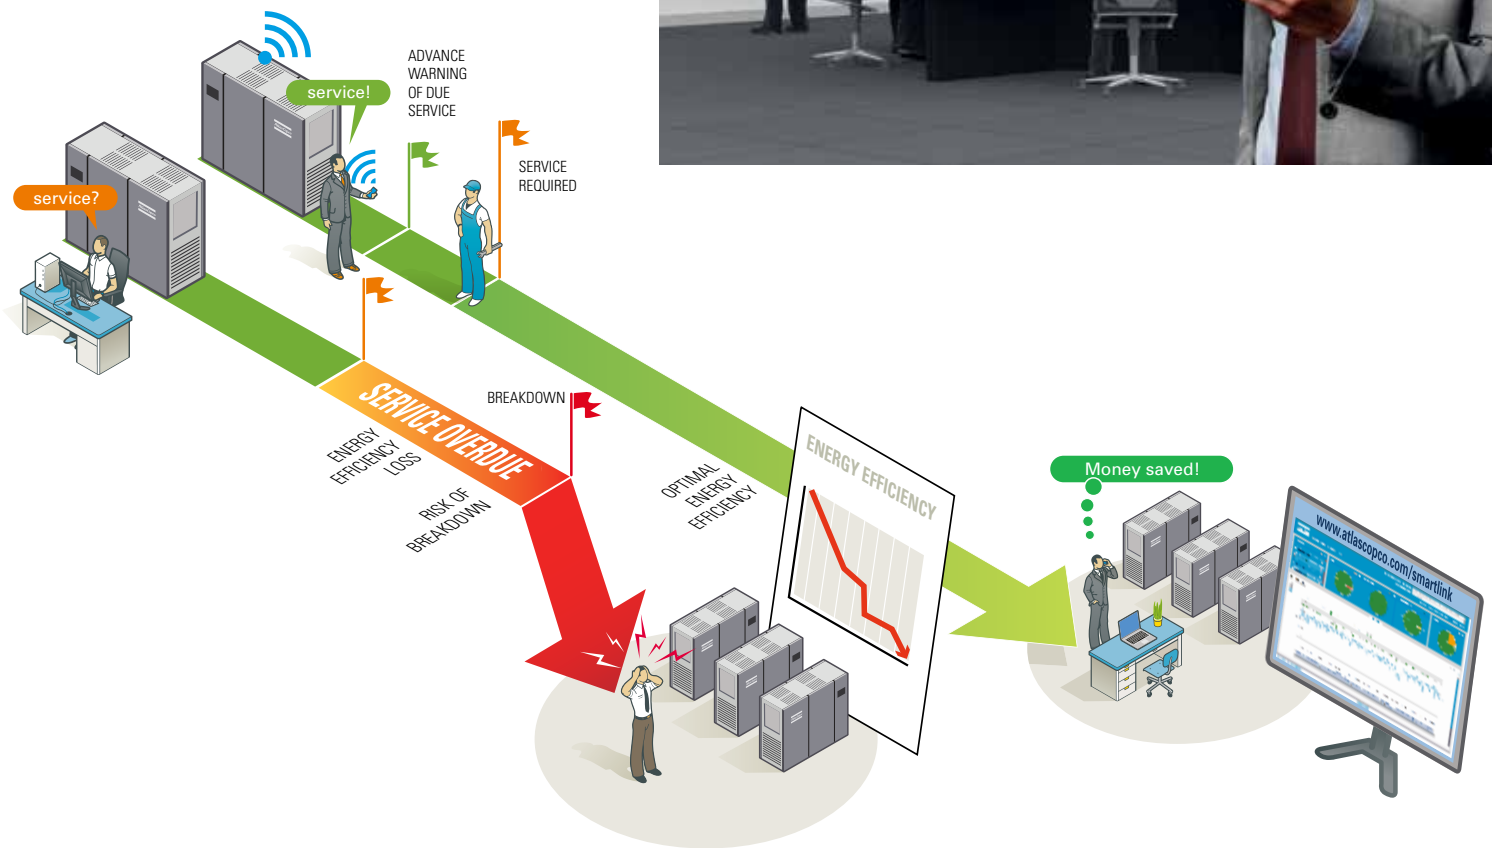 ADVANCE
WARNING
OF DUE
SERVICE
service!
SERVICE
REQUIRED
service?
SERVICE OVERDUE
BREAKDOWN
ENERGY
EFFICIENCY
LOSS
RISK OF
BREAKDOWN
OPTIMAL
ENERGY
EFFICIENCY
ENERGY EFFICIENCY
Money saved!
www.atlascopco.com/smartlink